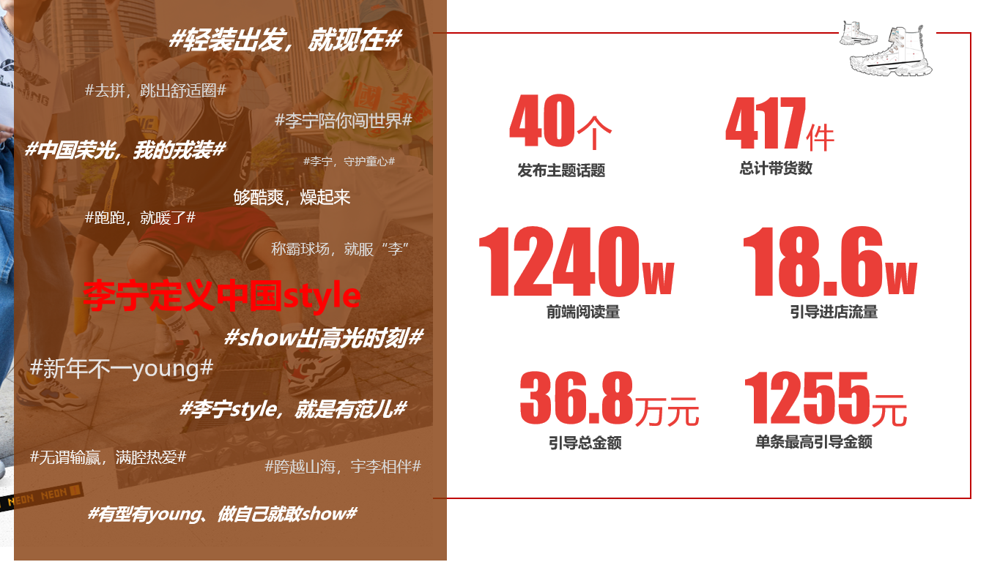 #轻装出发，就现在#
#去拼，跳出舒适圈#
#李宁陪你闯世界#
#中国荣光，我的戎装#
#李宁，守护童心#
够酷爽，燥起来
#跑跑，就暖了#
称霸球场，就服“李”
李宁定义中国style
#show出高光时刻#
#新年不一young#
#李宁style，就是有范儿#
#无谓输赢，满腔热爱#
#跨越山海，宇李相伴#
NEON NEON
#有型有young、做自己就敢show#
40个
发布主题话题
417件
总计带货数
1240w
前端阅读量
18.6w
引导进店流量
36.8万元
引导总金额
1255元
单条最高引导金额